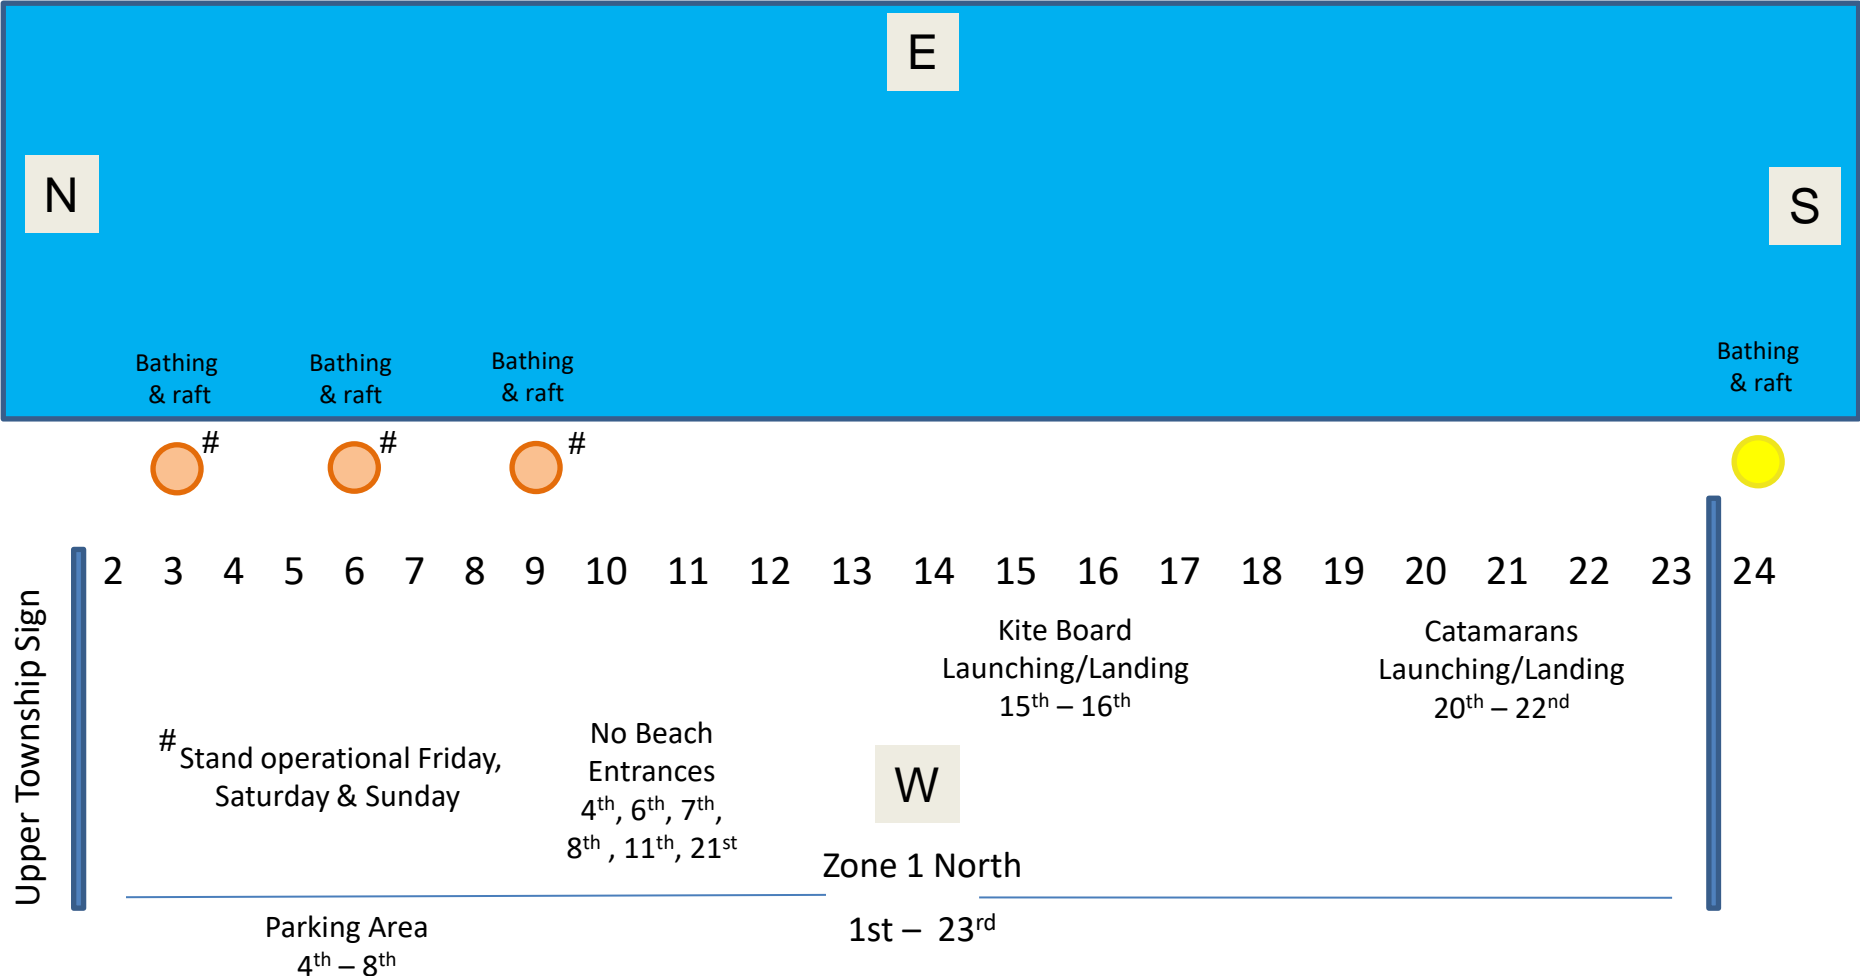 E
N
S
Bathing
& raft
Bathing
& raft
Bathing
& raft
Bathing
& raft
#
#
#
2 3 4 5 6 7 8 9 10 11 12 13 14 15 16 17 18 19 20 21 22 23 24
Upper Township Sign
Kite Board
Launching/Landing
15th – 16th
Catamarans
Launching/Landing
20th – 22nd
#Stand operational Friday,
Saturday & Sunday
No Beach
Entrances
4th, 6th, 7th,
8th , 11th, 21st
W
Zone 1 North
1st – 23rd
Parking Area
4th – 8th